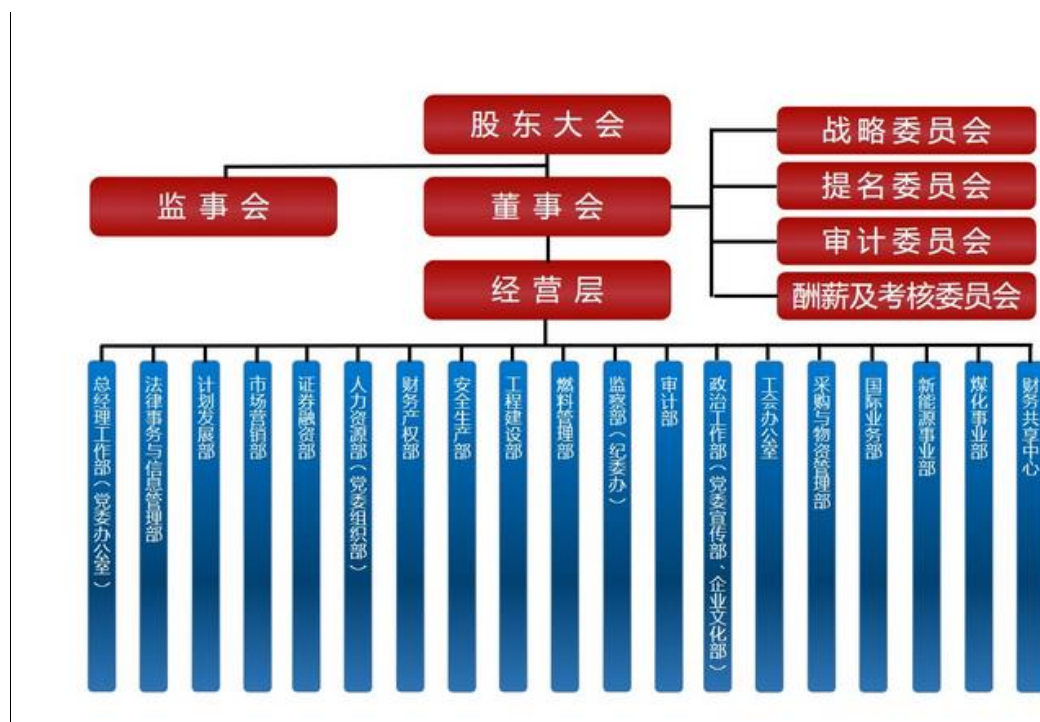 股东大会
战略委员会
提名委员会
监事会
董事会
审计委员会
经营层
酬薪及考核委员会
总经理工作部（党委办公室）
法律事务与信息管理部
计划发展部
市场营销部
证券融资部
人力资源部（党委组织部）
财务产权部
安全生产部
工程建设部
燃料管理部
监察部（纪委办）
审计部
政治工作部（党委宣传部、企业文化部）
工会办公室
采购与物资管理部
国际业务部
新能源事业部
煤化事业部
财务共享中心